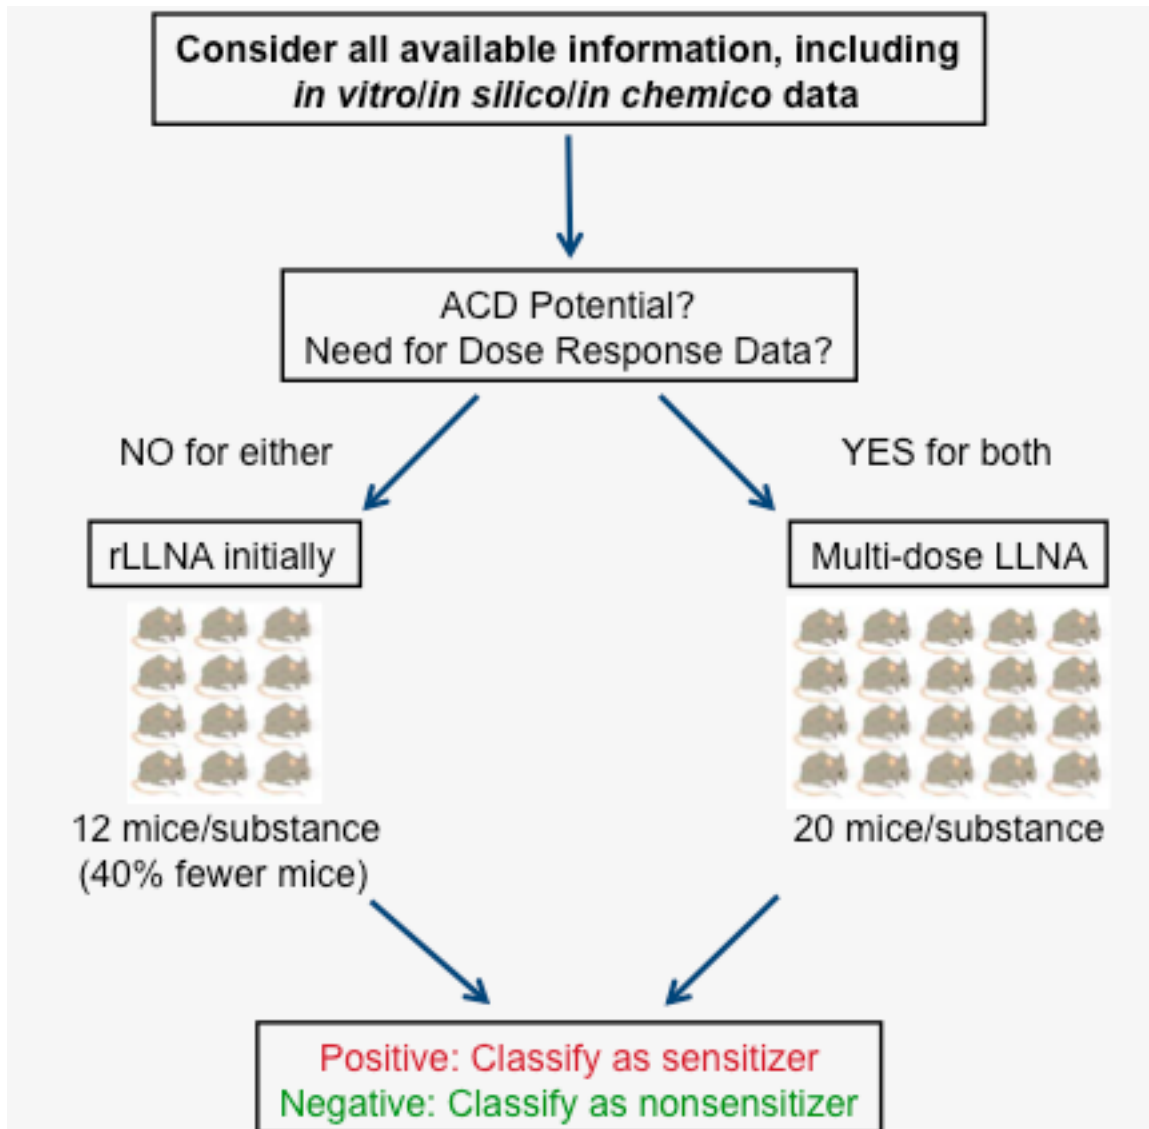 Consider all available information, including
in vitro/in silico/in chemico data
ACD Potential?
Need for Dose Response Data?
NO for either
YES for both
rLLNA initially
Multi-dose LLNA
12 mice/substance
(40% fewer mice)
20 mice/substance
Positive: Classify as sensitizer
Negative: Classify as nonsensitizer